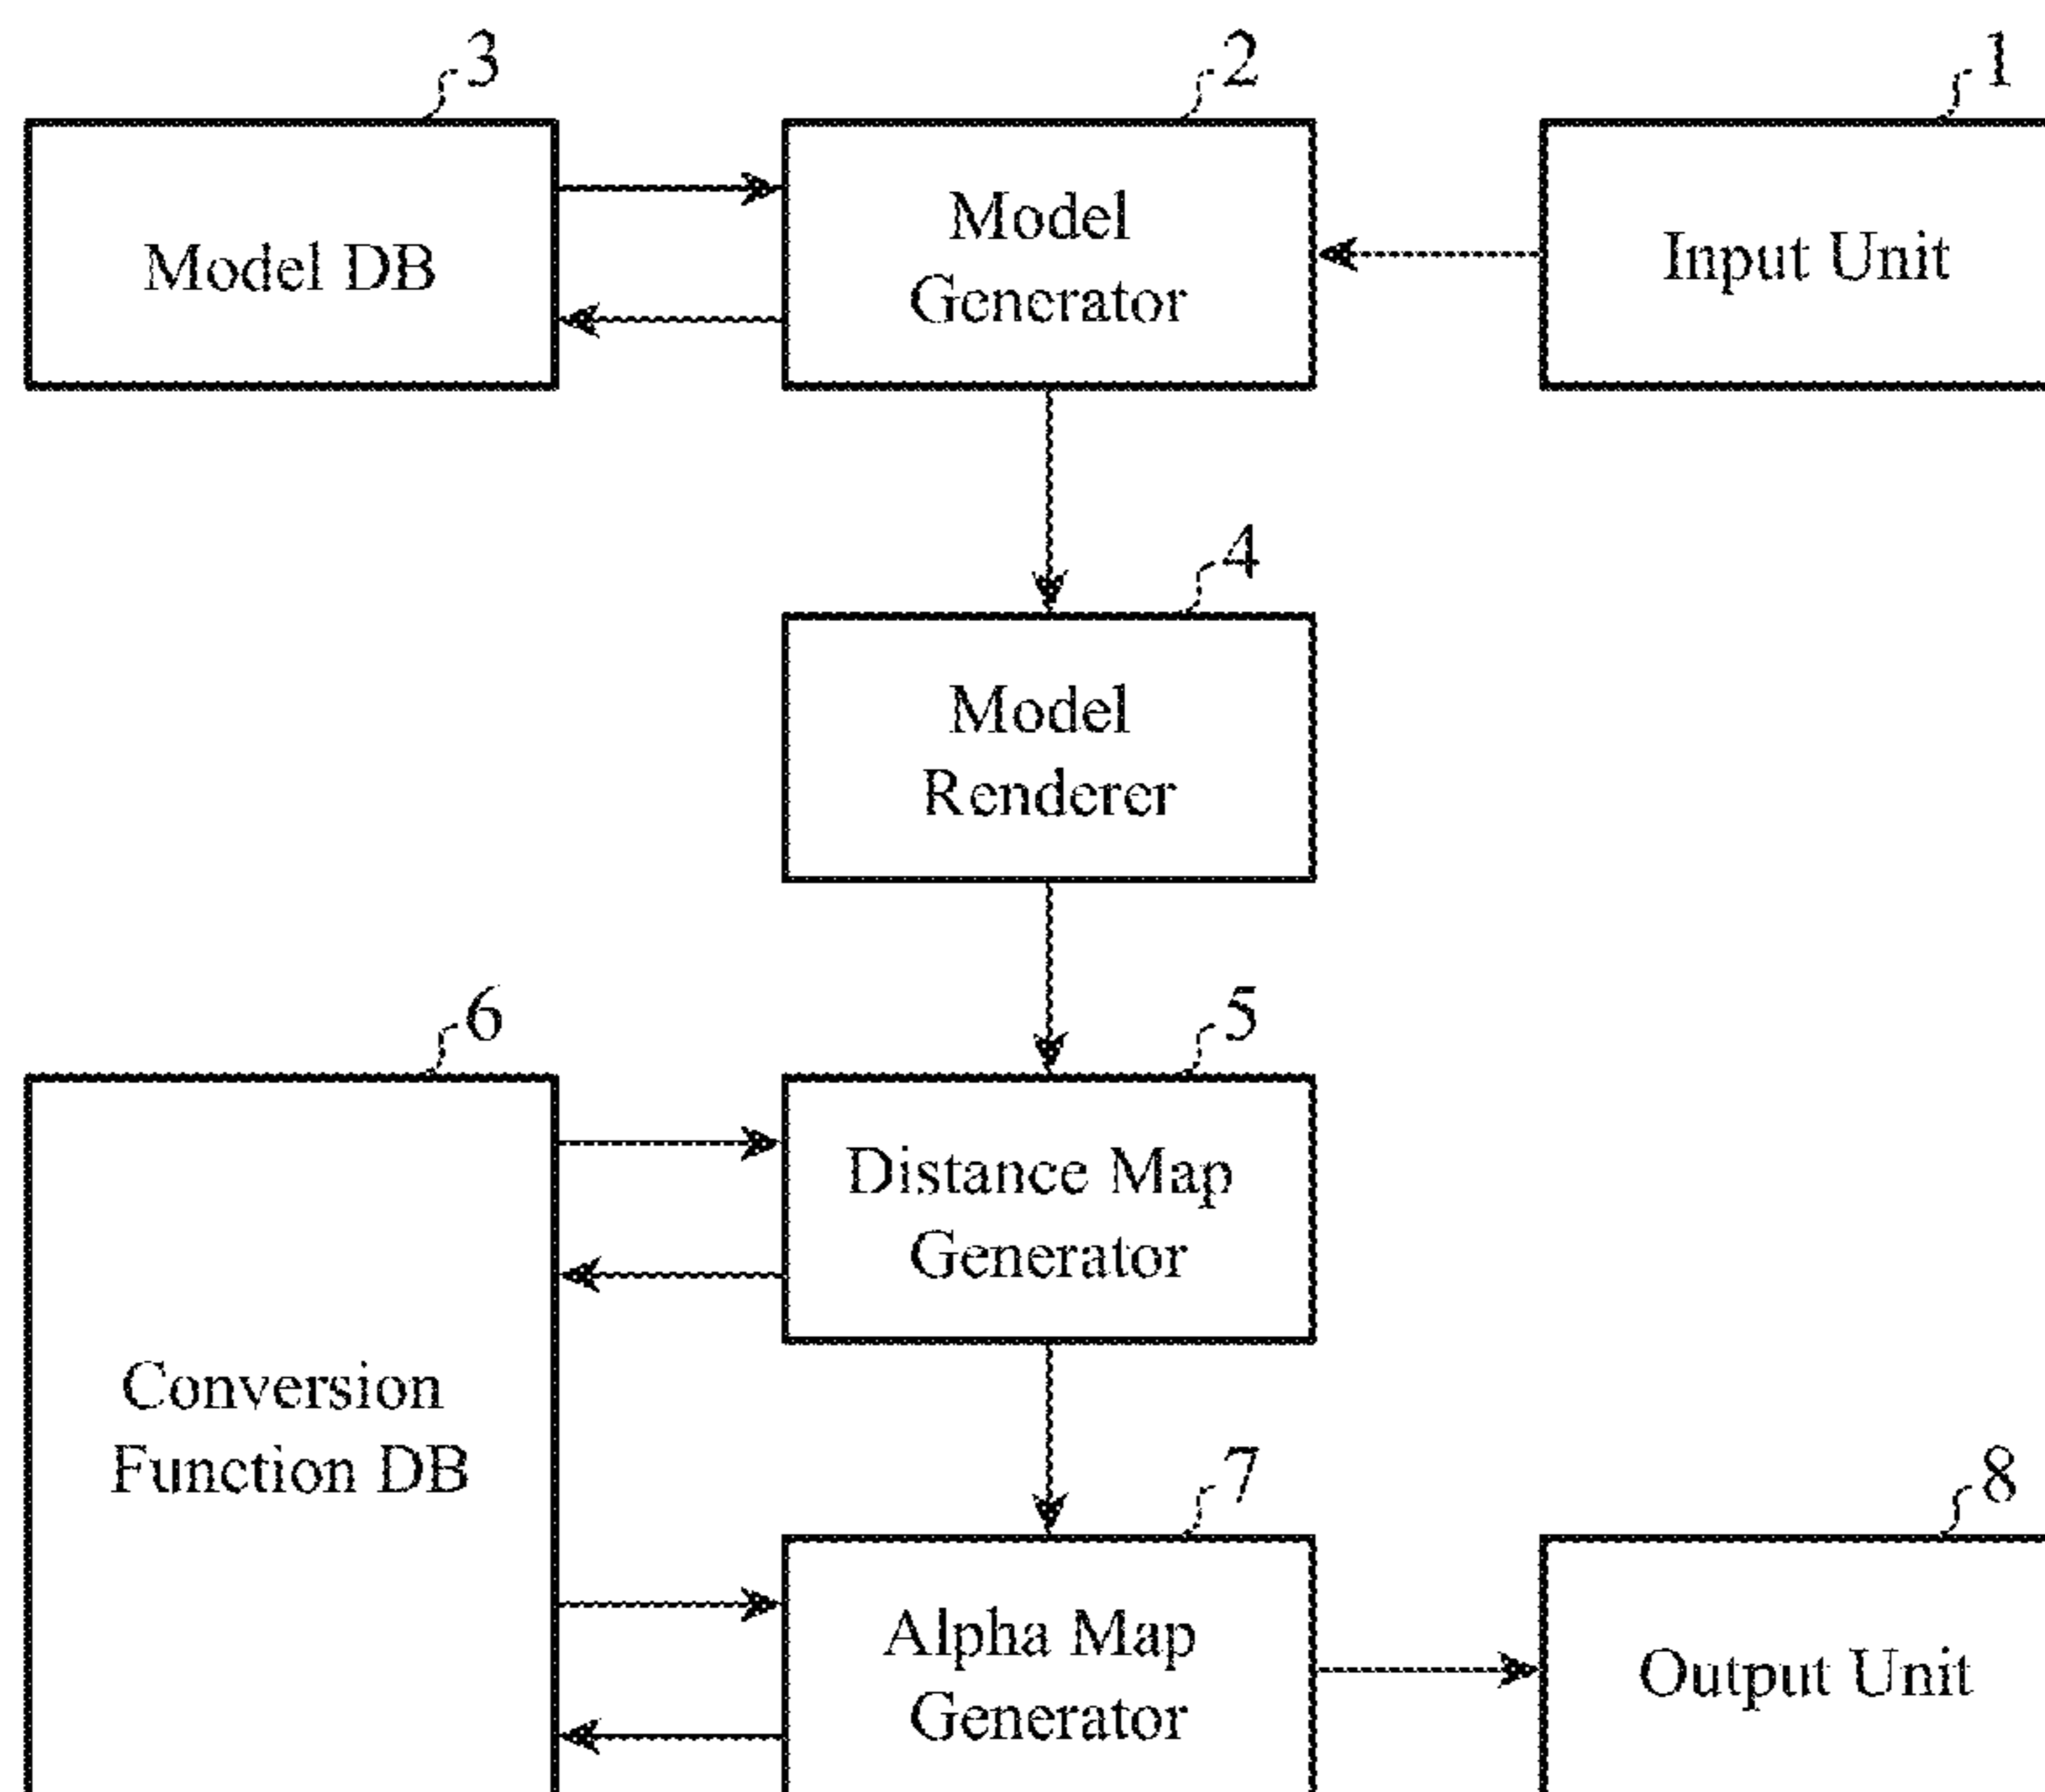 3
2
1
Model DB
Model
Generator
Input Unit
4
Model
Renderer
6
5
Conversion
Function DB
Distance Map
Generator
7
8
Alpha Map
Generator
Output Unit